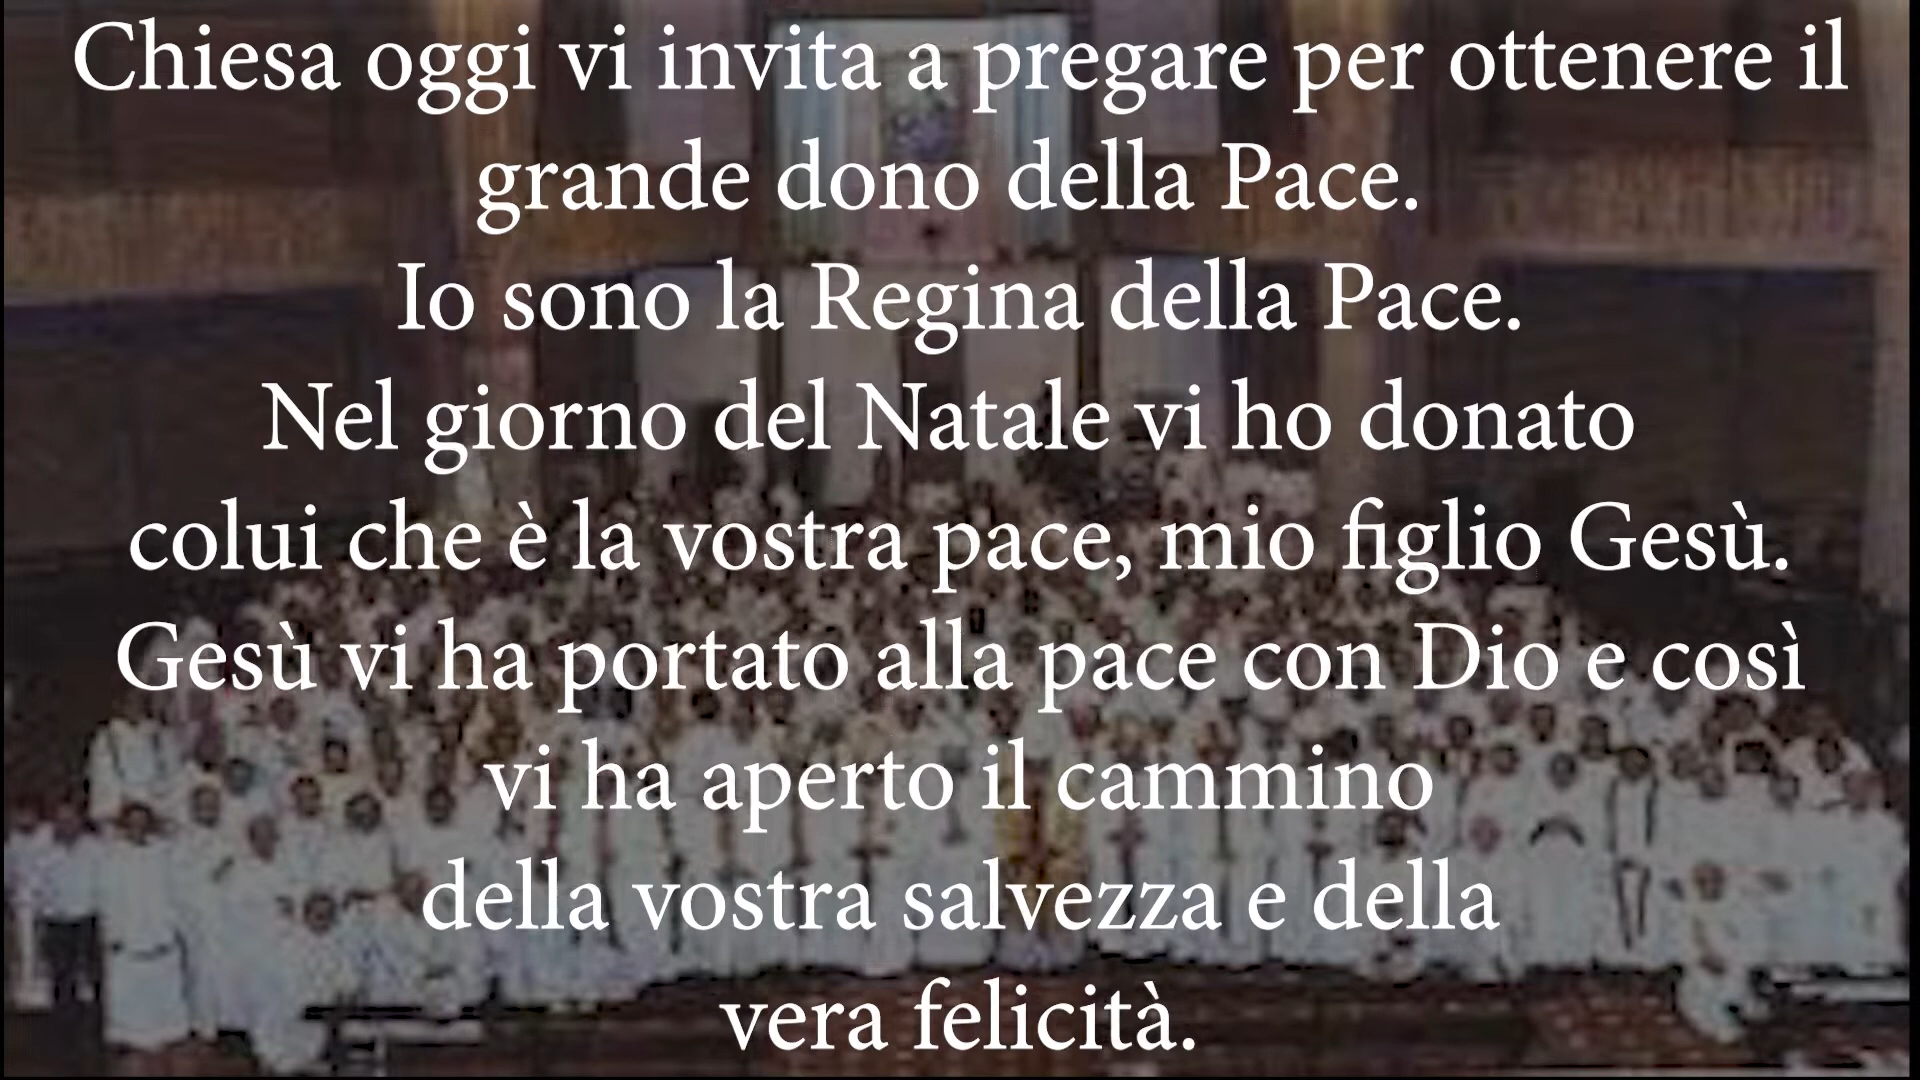 Chiesa oggi vi invita a pregare per ottenere il
grande dono della Pace.
Io sono la Regina della Pace.
Nel giorno del Natale vi ho donato
colui che è la vostra pace, mio figlio Gesù.
Gesù vi ha portato alla pace con Dio e così
vi ha aperto il cammino
della vostra salvezza e della
vera felicità.